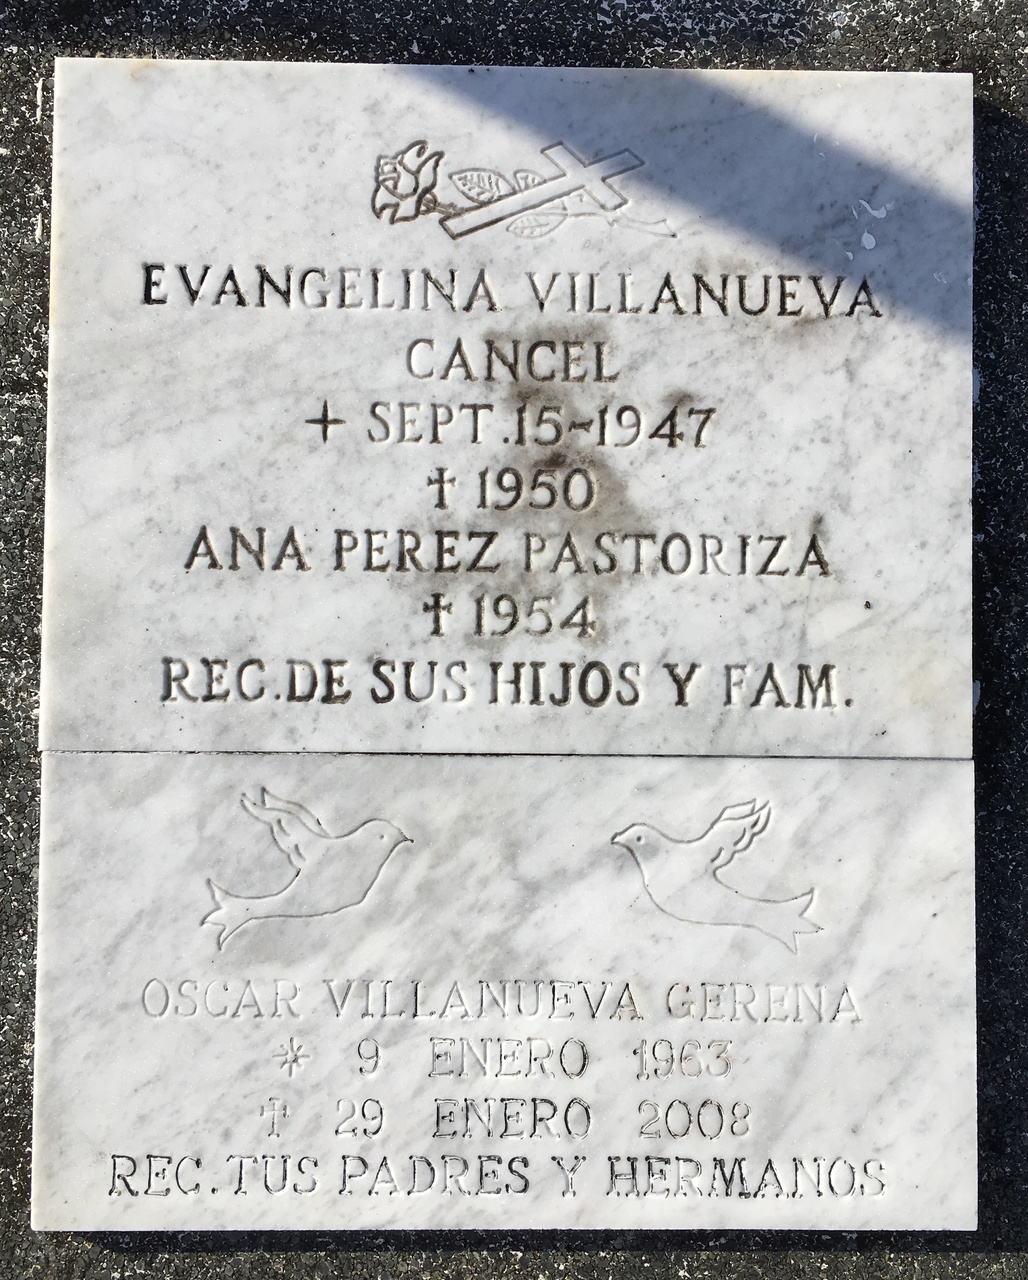 EVANGELINA VILLANUEVA
CANCEL
+ SEPT.15-1947
† 1950
ANA PEREZ PASTORIZA
† 1954
REC.DE SUS HIJOS Y FAM.
OSCAR VILLANUEVA GERENA
* 9 ENERO 1963
† 29 ENERO 2008
REC.TUS PADRES Y HERMANOS